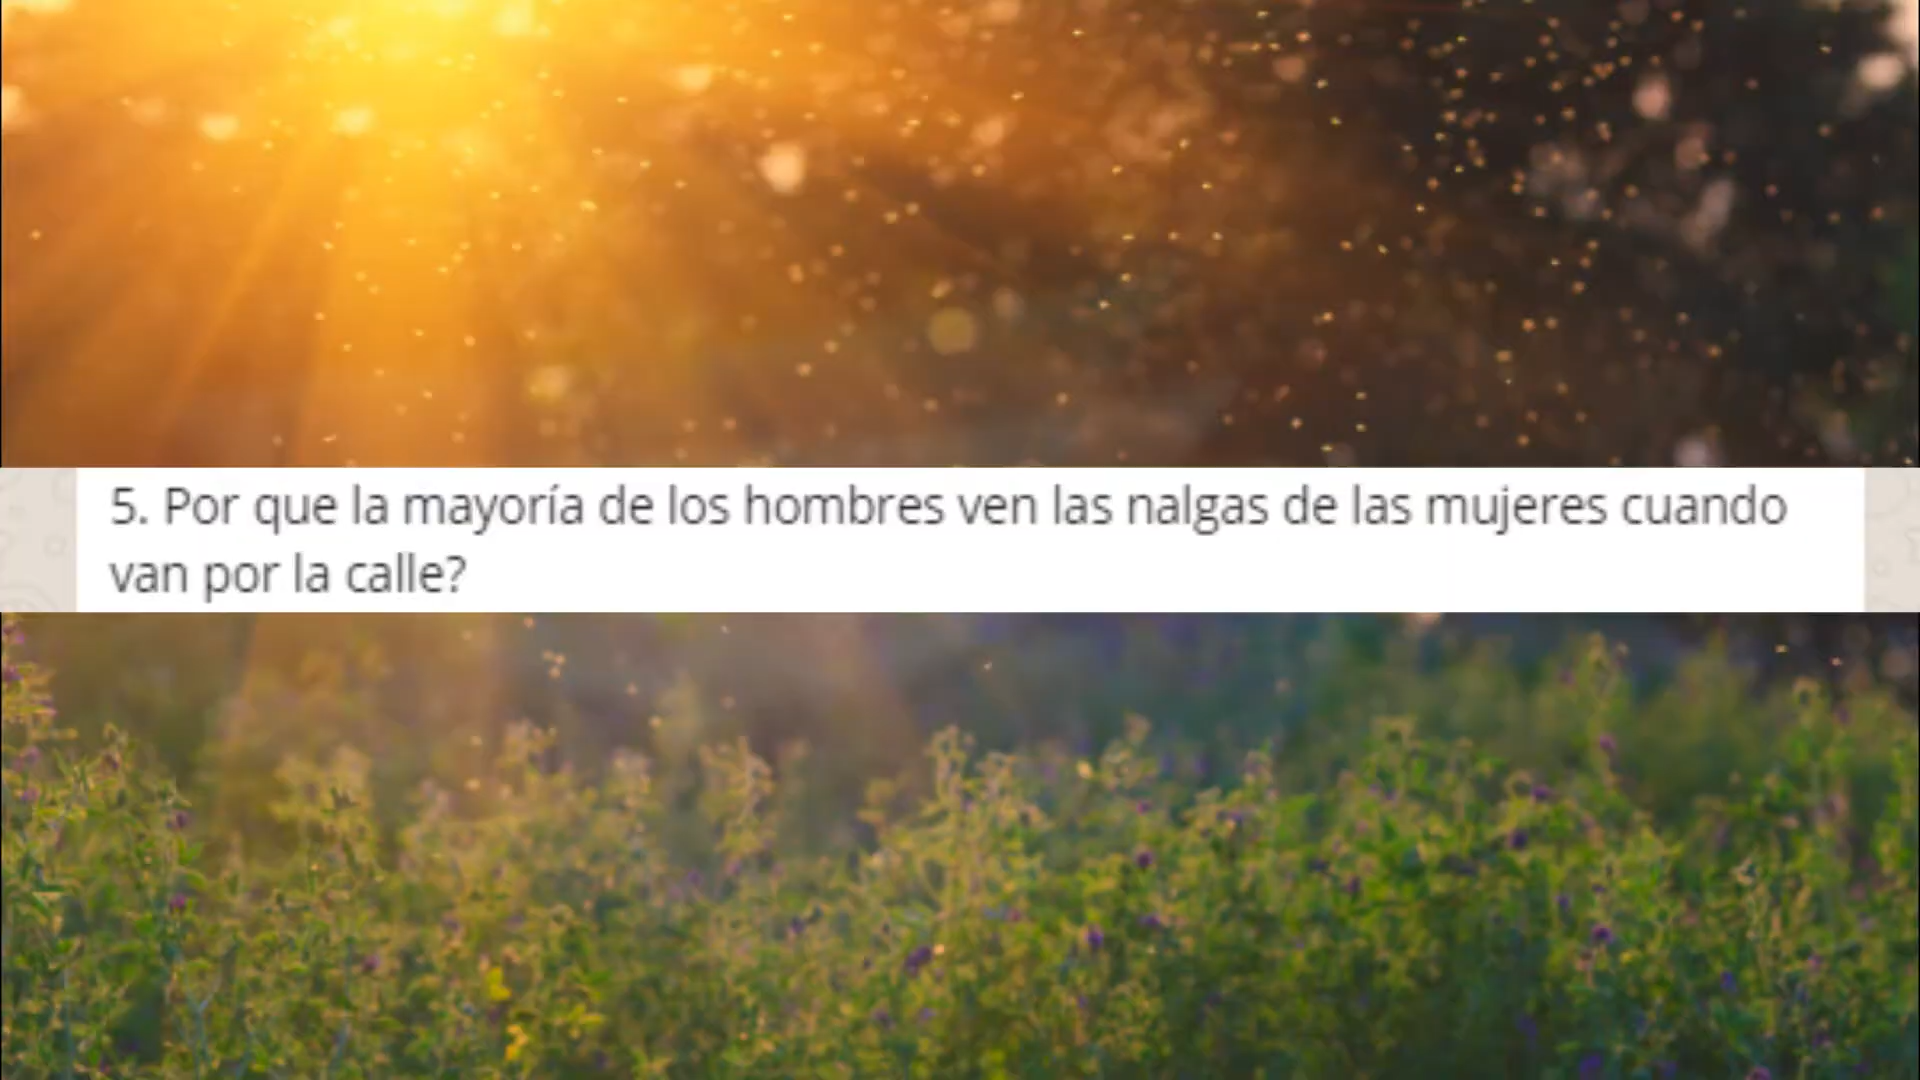 5. Por que la mayoría de los hombres ven las nalgas de las mujeres cuando
van por la calle?